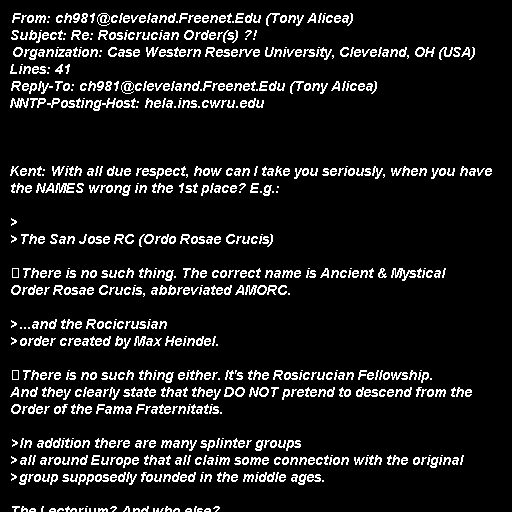 From: ch981@cleveland.Freenet.Edu (Tony Alicea)
Subject: Re: Rosicrucian Order(s) ?!
Organization: Case Western Reserve University, Cleveland, OH (USA)
Lines: 41
Reply-To: ch981@cleveland.Freenet.Edu (Tony Alicea)
NNTP-Posting-Host: hela.ins.cwru.edu
Kent: With all due respect, how can I take you seriously, when you have
the NAMES wrong in the 1st place? E.g.:
>
>The San Jose RC (Ordo Rosae Crucis)
There is no such thing. The correct name is Ancient & Mystical
Order Rosae Crucis, abbreviated AMORC.
>...and the Rocicrusian
>order created by Max Heindel.
There is no such thing either. It's the Rosicrucian Fellowship.
And they clearly state that they DO NOT pretend to descend from the
Order of the Fama Fraternitatis.
>In addition there are many splinter groups
>all around Europe that all claim some connection with the original
>group supposedly founded in the middle ages.
The Lectorium? And who else?